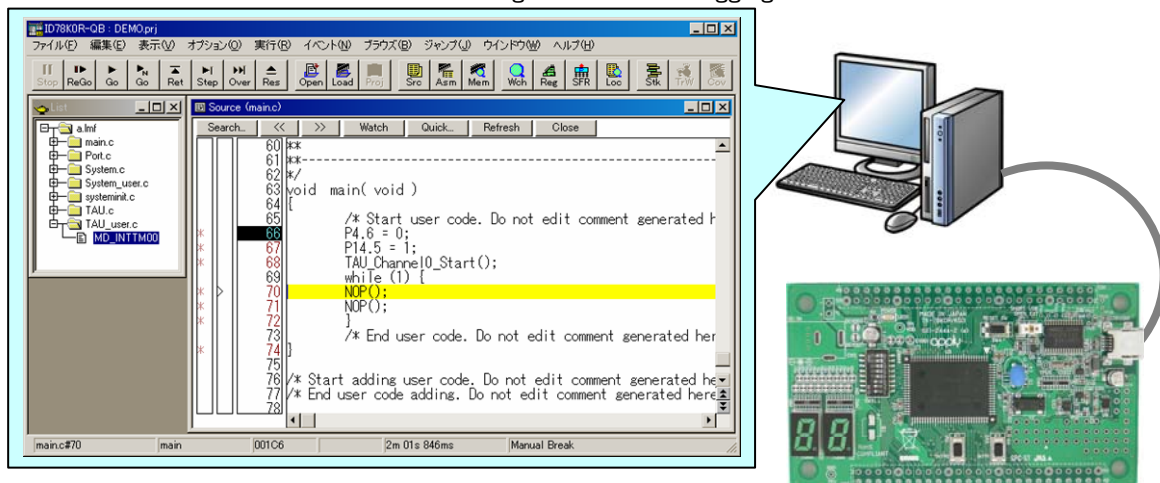 ID78K0R-QB : DEMO.prj
ファイル(F) 編集(E) 表示(V) オプション(O) 実行(R) イベント(N) ブラウズ(B) ジャンプ(J) ウインドウ(W) ヘルプ(H)
Stop ReGo Go Go Ret Step Over Res Open Load Proj Src Asm Mem Wch Reg SFR Loc Stk TrW Cov
List
a.lmf
main.c
Port.c
System.c
System_user.c
systeminit.c
TAU.c
TAU_user.c
MD_INTTM00
Source (main.c)
Search... << >> Watch Quick... Refresh Close
60 **
61 **-----------------------------------------------------------
62 */
63 void main( void )
64 {
65 /* Start user code. Do not edit comment generated h
* 66 P4.6 = 0;
* 67 P14.5 = 1;
* 68 TAU_Channel0_Start();
69 while (1) {
* > 70 NOP();
* 71 NOP();
* 72 }
73 /* End user code. Do not edit comment generated her
* 74 }
75
76 /* Start adding user code. Do not edit comment generated he
77 /* End user code adding. Do not edit comment generated here
78
main.c#70 main 001C6 2m 01s 846ms Manual Break
MADE IN JAPAN
apply
8 8